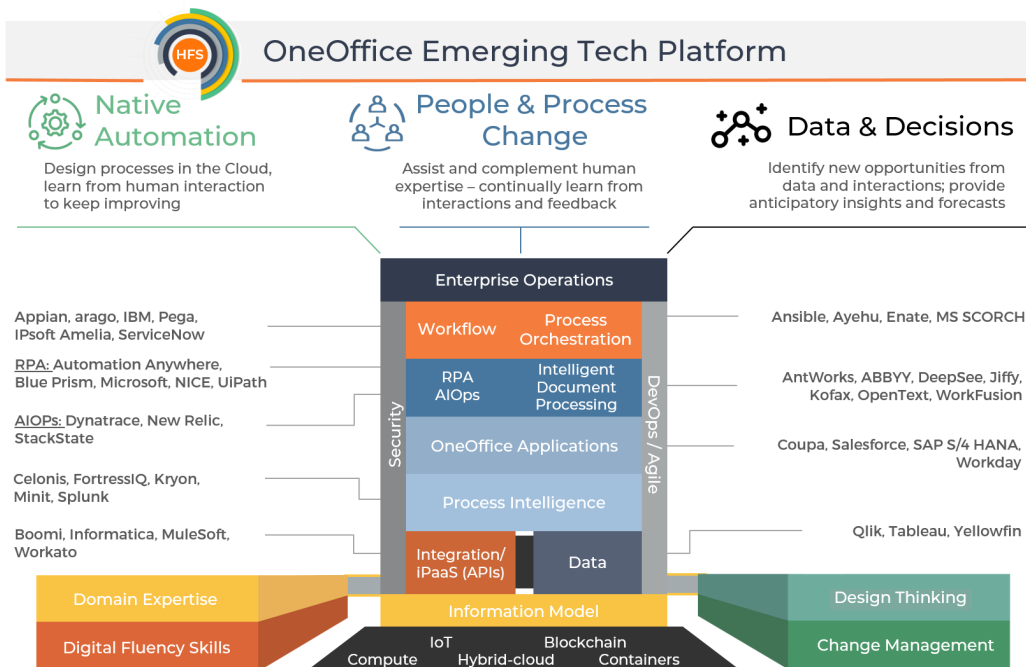 HFS
OneOffice Emerging Tech Platform
Native
Automation
Design processes in the Cloud,
learn from human interaction
to keep improving
People & Process
Change
Assist and complement human
expertise – continually learn from
interactions and feedback
Data & Decisions
Identify new opportunities from
data and interactions; provide
anticipatory insights and forecasts
Enterprise Operations
Appian, arago, IBM, Pega,
IPsoft Amelia, ServiceNow
RPA: Automation Anywhere,
Blue Prism, Microsoft, NICE, UiPath
AIOPs: Dynatrace, New Relic,
StackState
Celonis, FortressIQ, Kryon,
Minit, Splunk
Boomi, Informatica, MuleSoft,
Workato
Security
Workflow
Process
Orchestration
RPA
AIOps
Intelligent
Document
Processing
OneOffice Applications
Process Intelligence
Integration/
iPaaS (APIs)
Data
DevOps / Agile
Ansible, Ayehu, Enate, MS SCORCH
AntWorks, ABBYY, DeepSee, Jiffy,
Kofax, OpenText, WorkFusion
Coupa, Salesforce, SAP S/4 HANA,
Workday
Qlik, Tableau, Yellowfin
Domain Expertise
Digital Fluency Skills
Information Model
IoT Blockchain
Compute Hybrid-cloud Containers
Design Thinking
Change Management